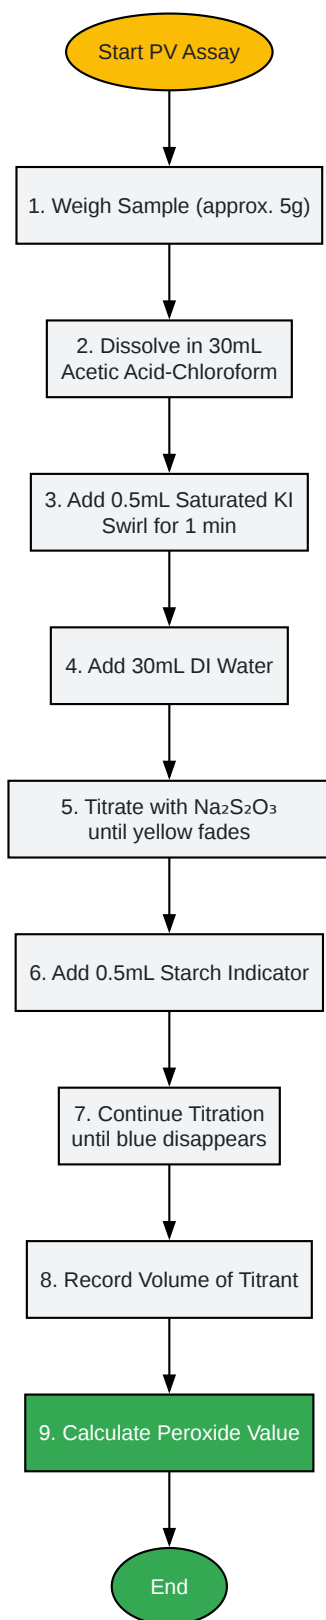 Start PV Assay
1. Weigh Sample (approx. 5g)
2. Dissolve in 30mL
Acetic Acid-Chloroform
3. Add 0.5mL Saturated KI
Swirl for 1 min
4. Add 30mL DI Water
5. Titrate with Na₂S₂O₃
until yellow fades
6. Add 0.5mL Starch Indicator
7. Continue Titration
until blue disappears
8. Record Volume of Titrant
9. Calculate Peroxide Value
End